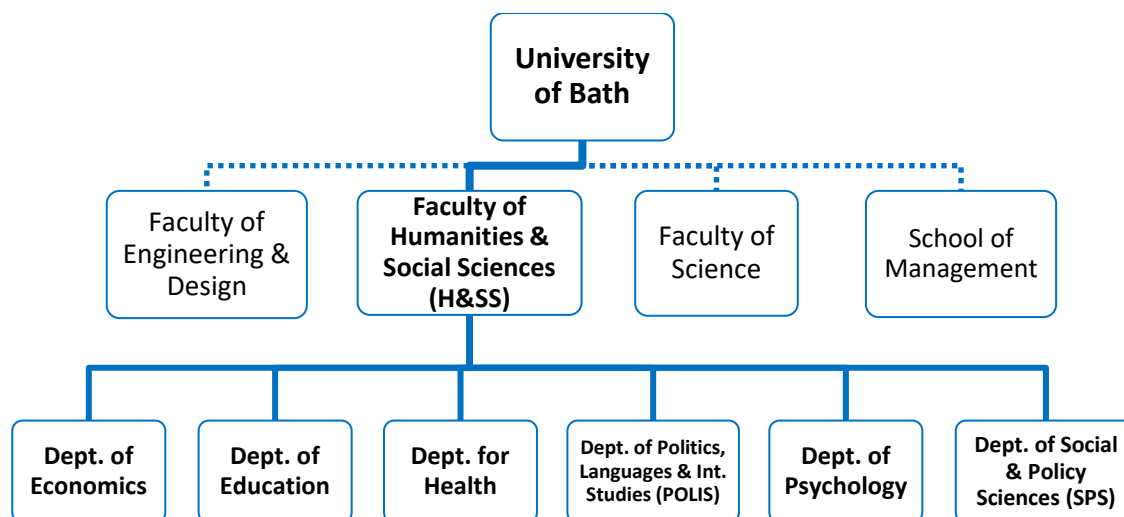 University
of Bath
Faculty of
Engineering &
Design
Faculty of
Humanities &
Social Sciences
(H&SS)
Faculty of
Science
School of
Management
Dept. of
Economics
Dept. of
Education
Dept. for
Health
Dept. of Politics,
Languages & Int.
Studies (POLIS)
Dept. of
Psychology
Dept. of Social
& Policy
Sciences (SPS)